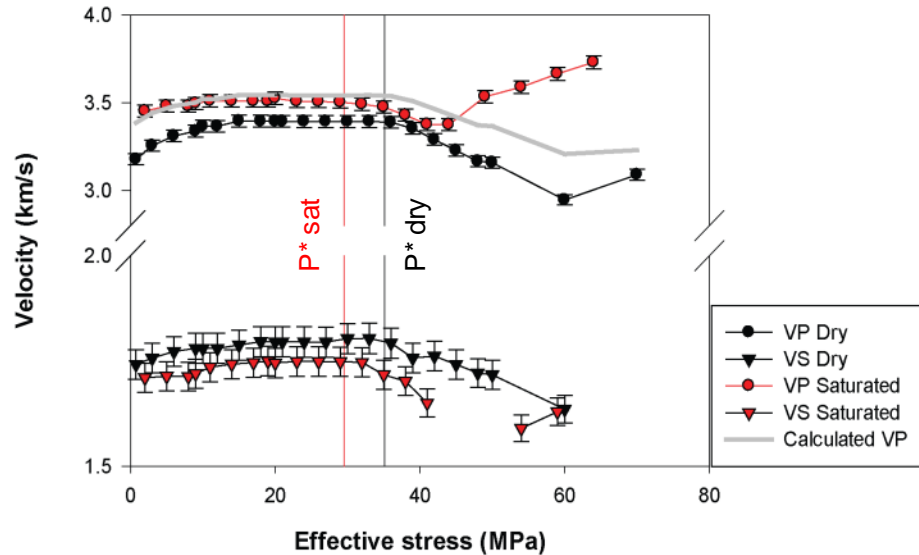 4.0
3.5
3.0
2.0
1.5
Velocity (km/s)
P* sat
P* dry
0
20
40
60
80
Effective stress (MPa)
VP Dry
VS Dry
VP Saturated
VS Saturated
Calculated VP